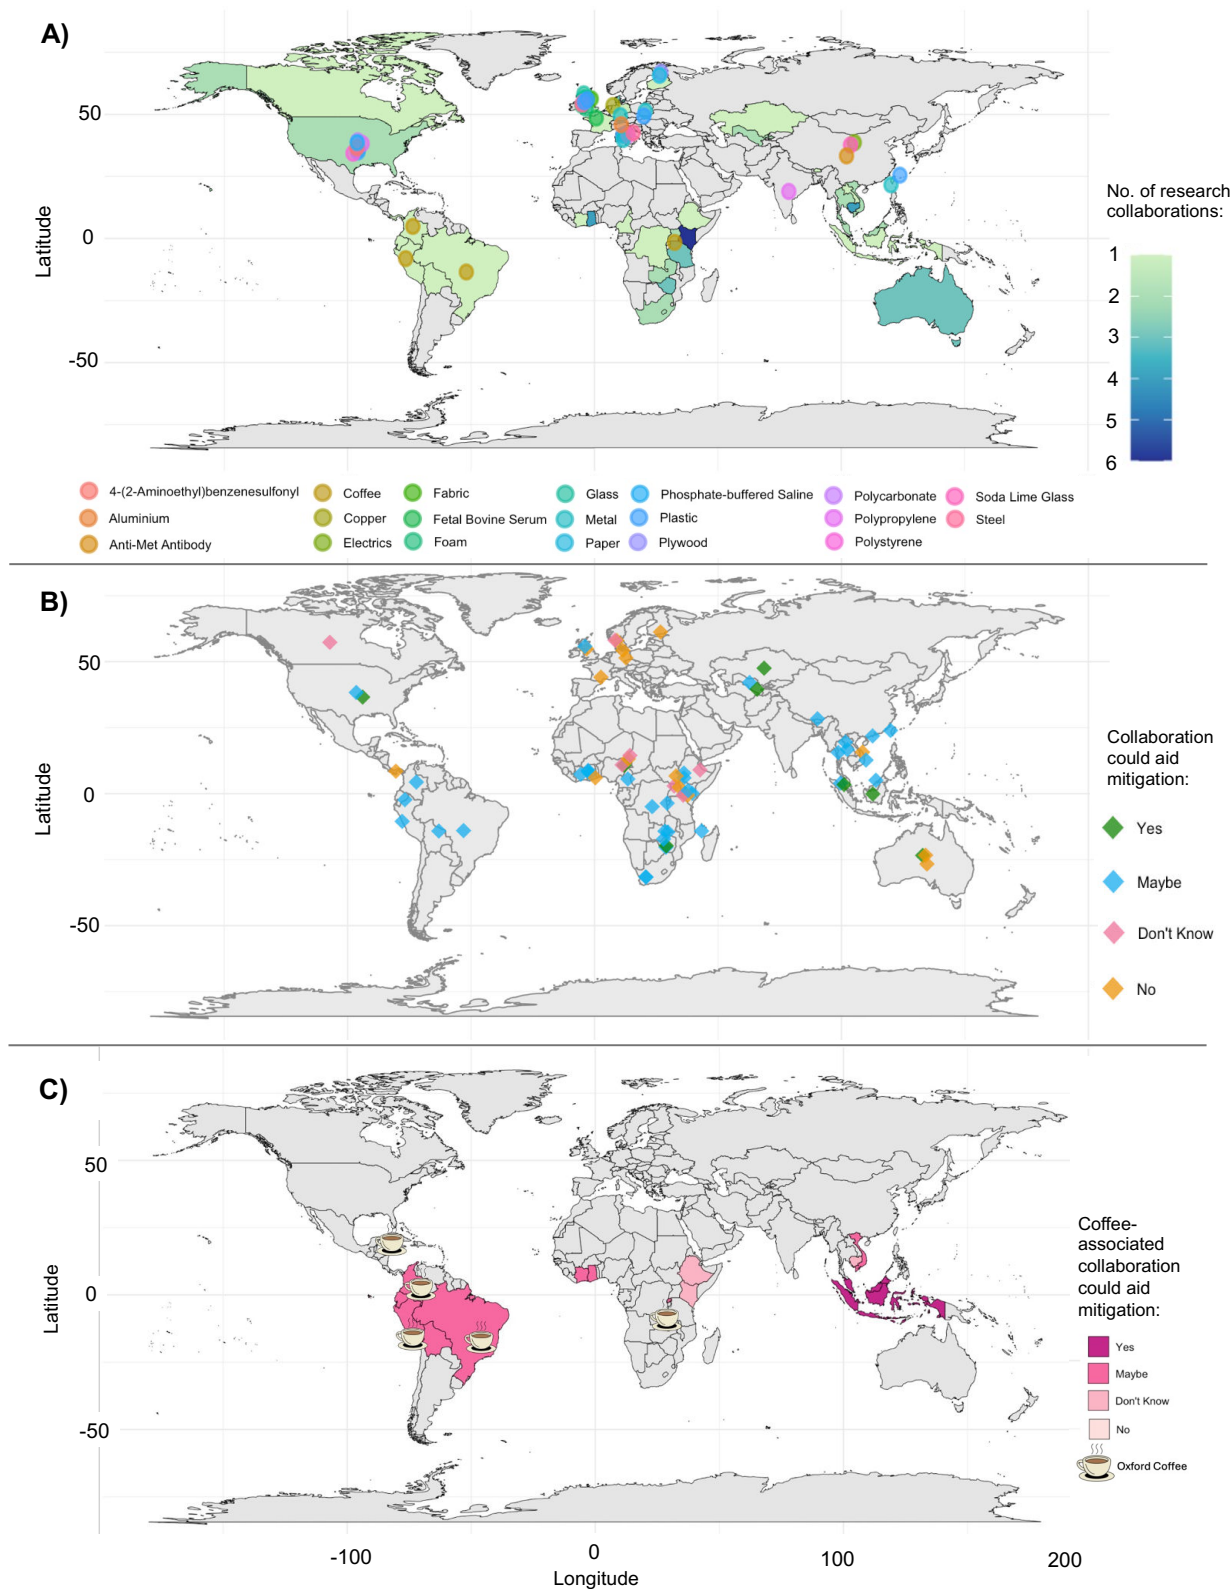 A)
50
0
-50
Latitude
No. of research
collaborations:
1
2
3
4
5
6
4-(2-Aminoethyl)benzenesulfonyl
Aluminium
Anti-Met Antibody
Coffee
Copper
Electrics
Fabric
Fetal Bovine Serum
Foam
Glass
Metal
Paper
Phosphate-buffered Saline
Plastic
Plywood
Polycarbonate
Polypropylene
Polystyrene
Soda Lime Glass
Steel
B)
50
0
-50
Latitude
Collaboration
could aid
mitigation:
Yes
Maybe
Don't Know
No
C)
50
0
-50
Latitude
Coffee-
associated
collaboration
could aid
mitigation:
Yes
Maybe
Don't Know
No
Oxford Coffee
-100
0
100
200
Longitude